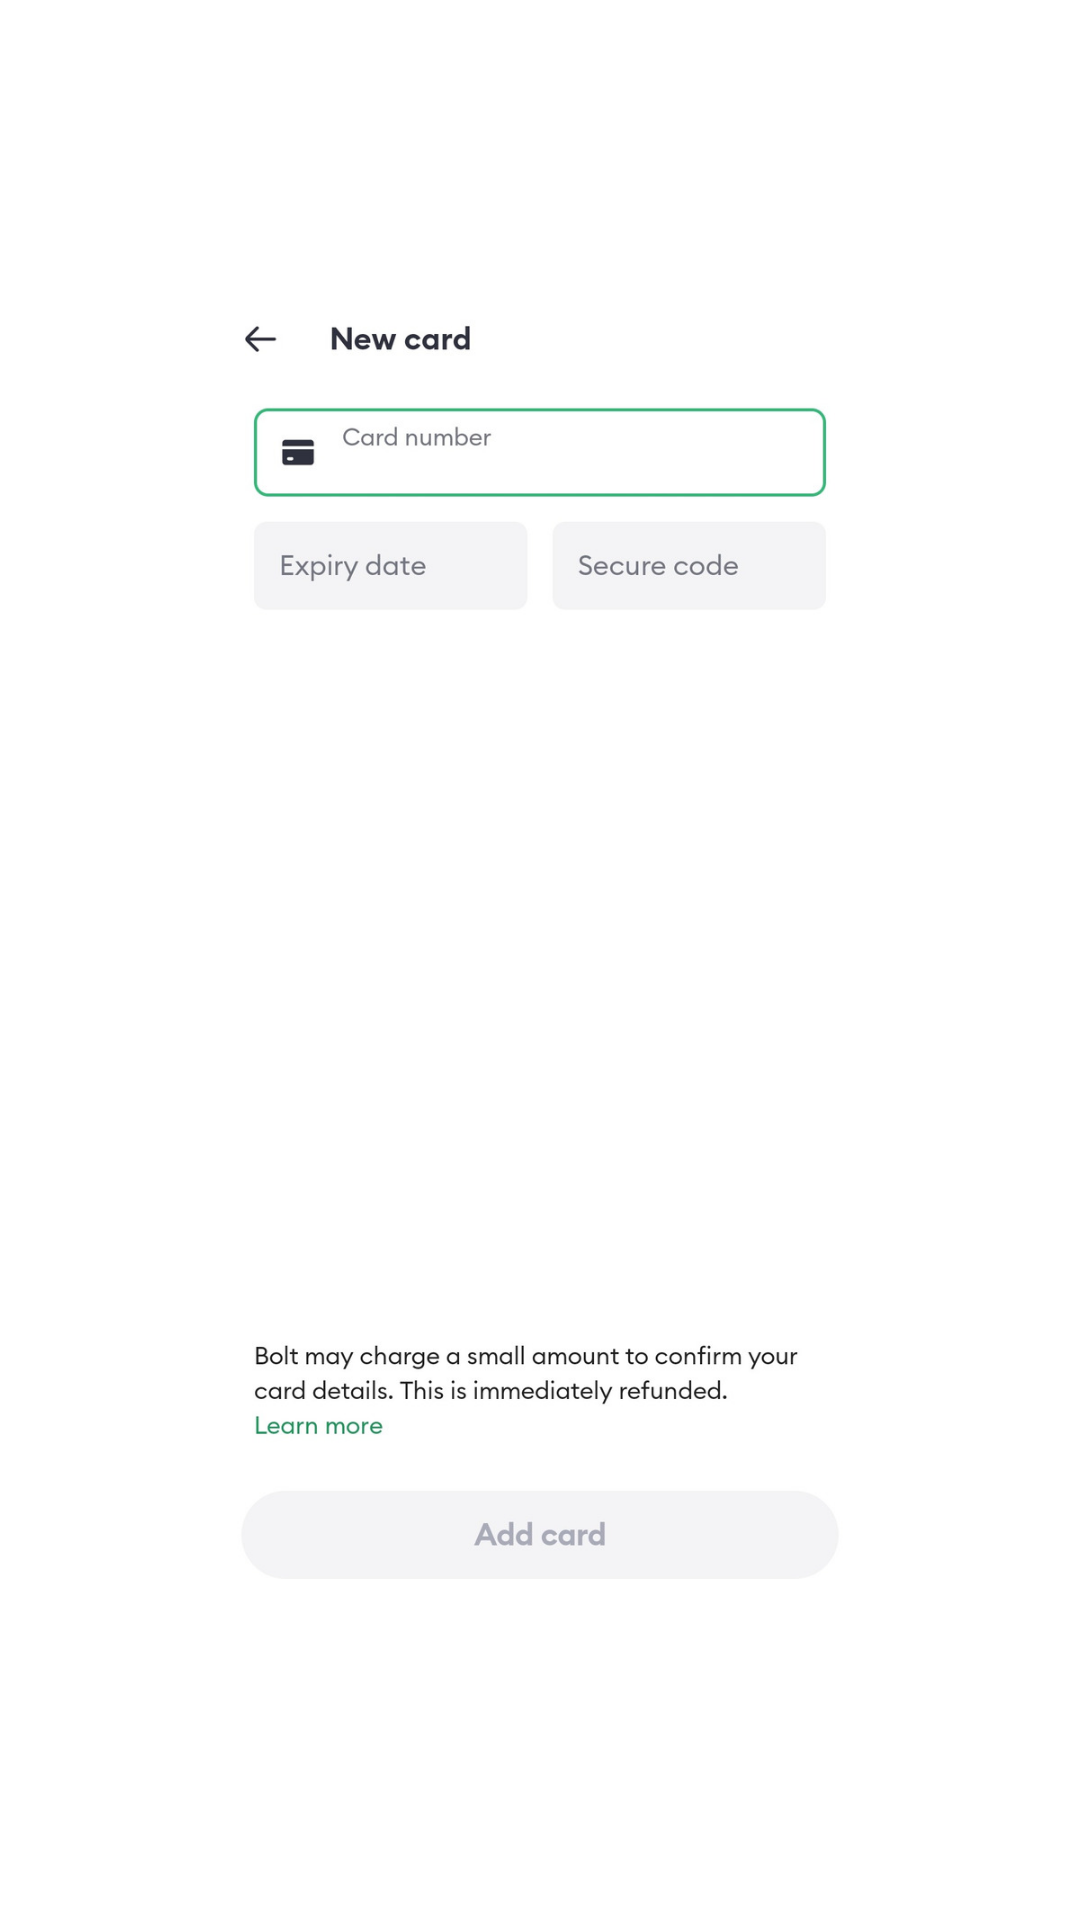 New card
Card number
Expiry date
Secure code
Bolt may charge a small amount to confirm your
card details. This is immediately refunded.
Learn more
Add card